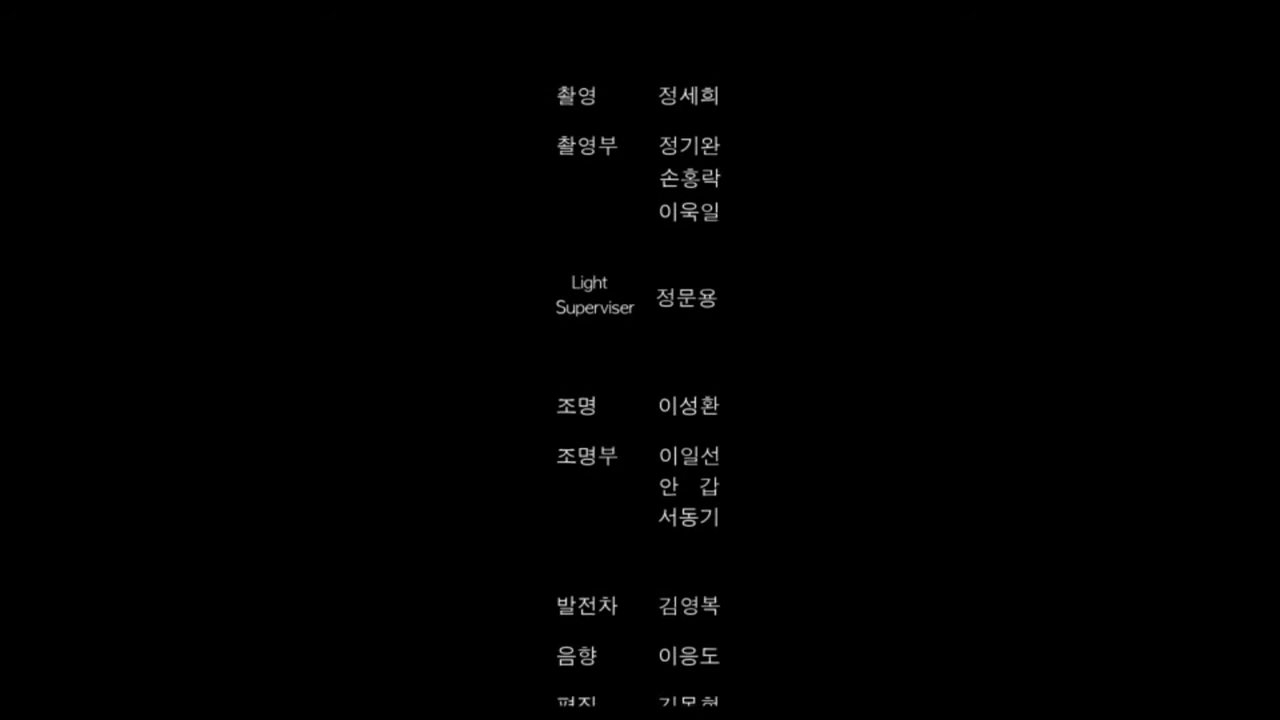 촬영 정세희
촬영부 정기완
손홍락
이욱일
Light
Superviser 정문용
조명 이성환
조명부 이일선
안 갑
서동기
발전차 김영복
음향 이응도